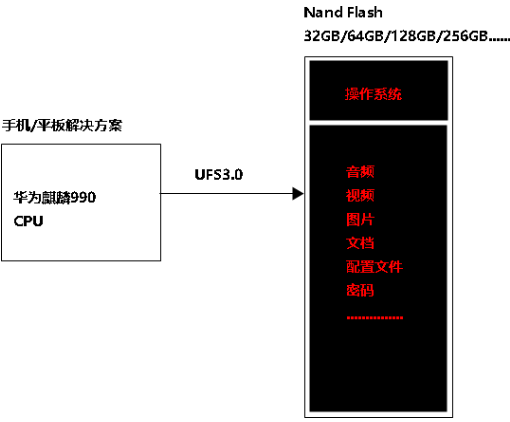 Nand Flash
32GB/64GB/128GB/256GB......
操作系统
手机/平板解决方案
华为麒麟990
CPU
UFS3.0
音频
视频
图片
文档
配置文件
密码
...............